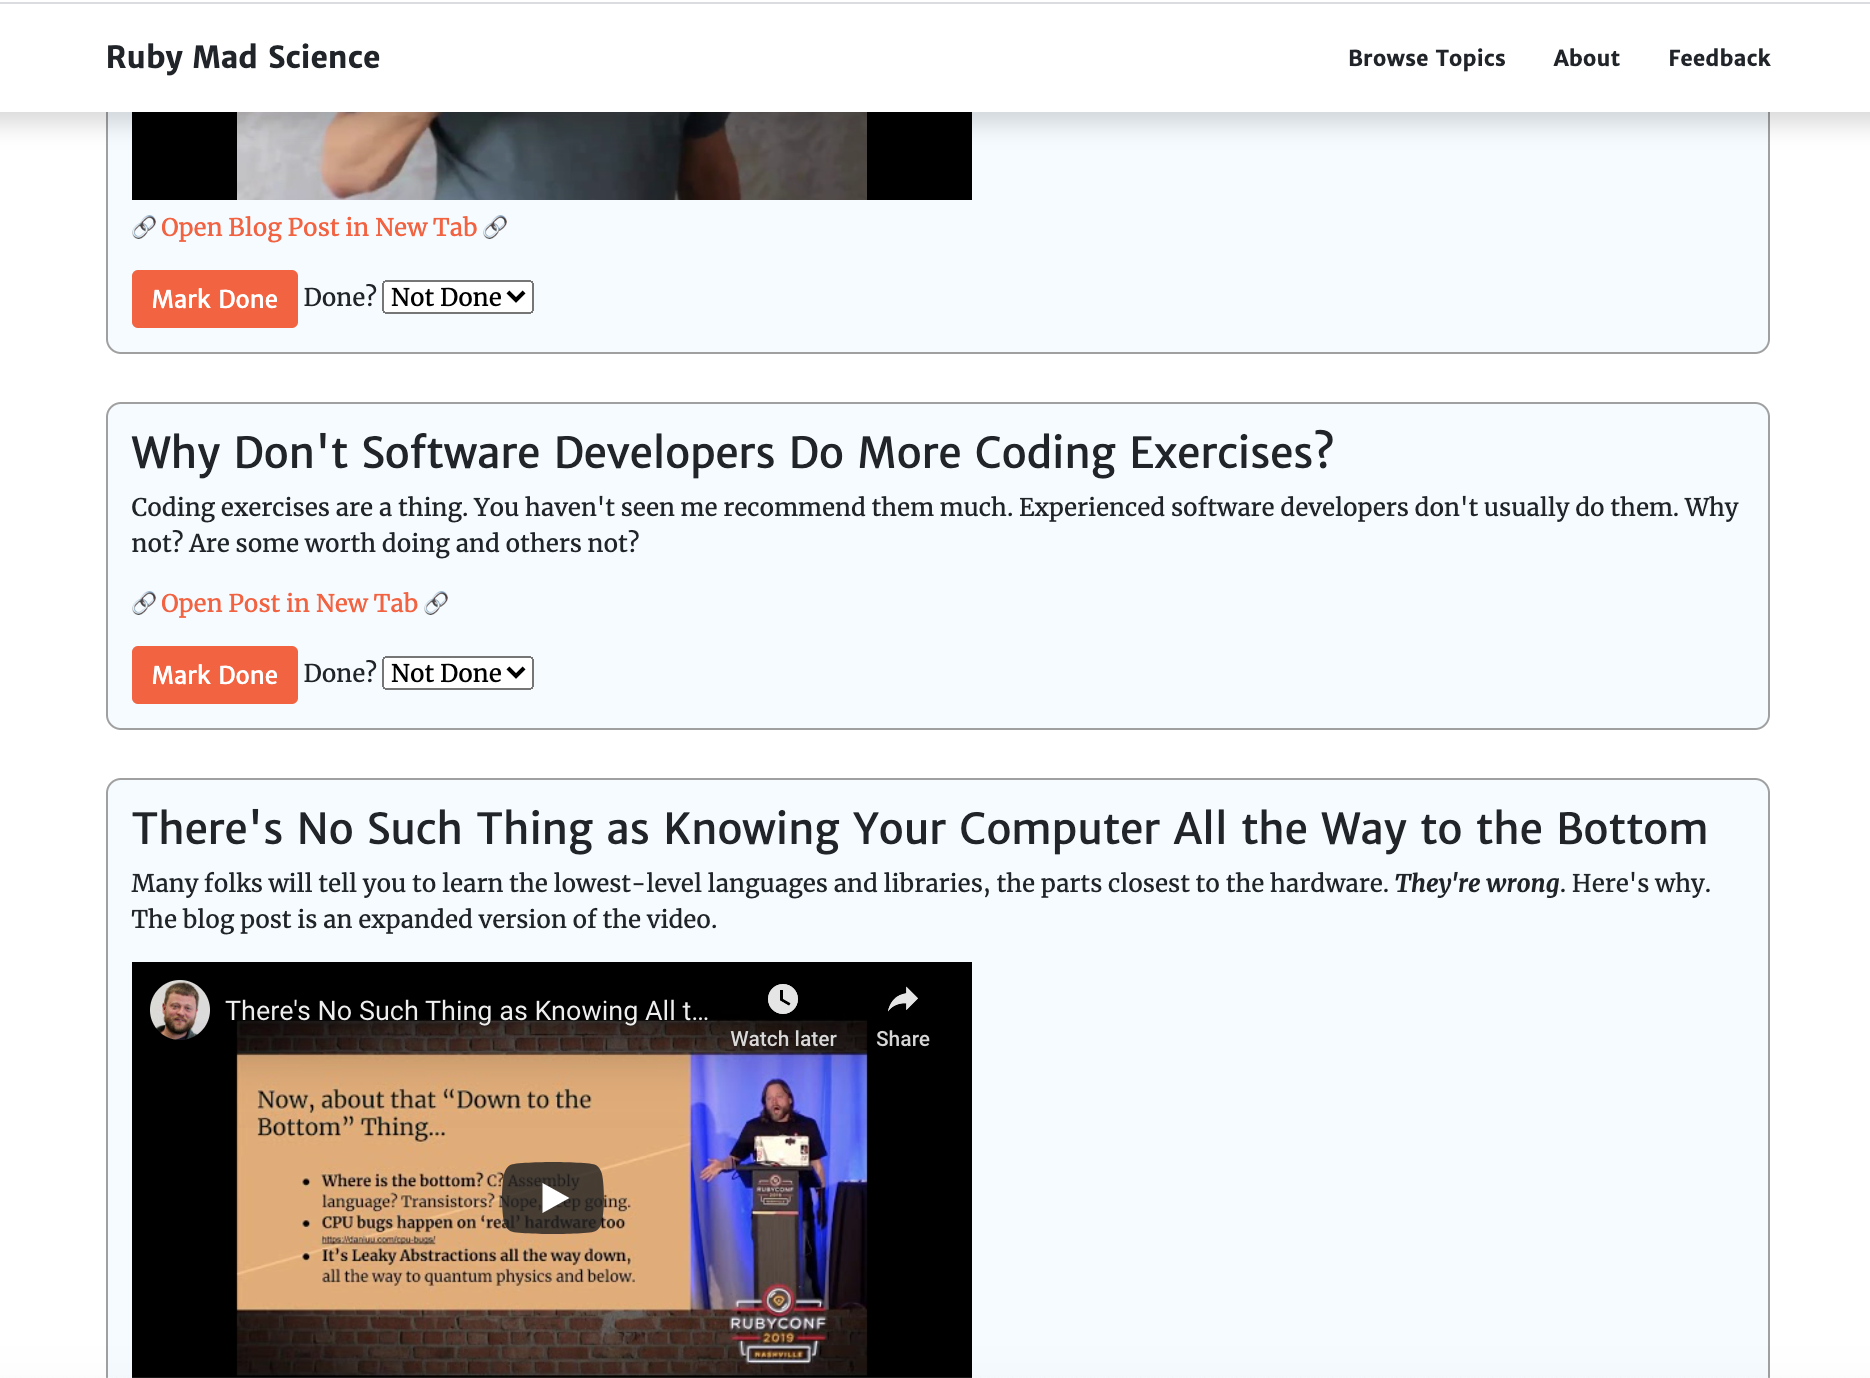 Ruby Mad Science
Browse Topics
About
Feedback
Open Blog Post in New Tab
Mark Done
Done?
Not Done
Why Don't Software Developers Do More Coding Exercises?
Coding exercises are a thing. You haven't seen me recommend them much. Experienced software developers don't usually do them. Why
not? Are some worth doing and others not?
Open Post in New Tab
Mark Done
Done?
Not Done
There's No Such Thing as Knowing Your Computer All the Way to the Bottom
Many folks will tell you to learn the lowest-level languages and libraries, the parts closest to the hardware. They're wrong. Here's why.
The blog post is an expanded version of the video.
There's No Such Thing as Knowing All t...
Watch later
Share
Now, about that “Down to the
Bottom” Thing...
Where is the bottom? C? Assembly
language? Transistors? Nope, keep going.
CPU bugs happen on ‘real’ hardware too
https://danluu.com/cpu-bugs/
It's Leaky Abstractions all the way down,
all the way to quantum physics and below.
RUBYCONF
2019
RUBYCONF
2019
NASHVILLE